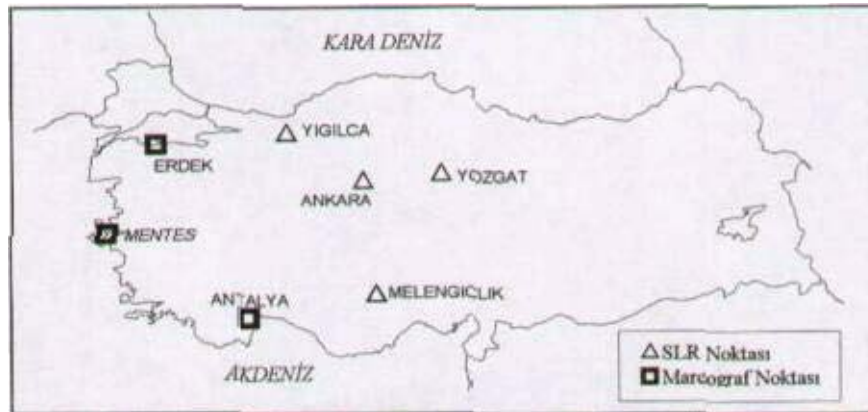 KARA DENİZ
YIGILCA
ERDEK
YOZGAT
ANKARA
MENTES
MELENGICLIK
ANTALYA
AKDENİZ
SLR Noktası
Mareograf Noktası